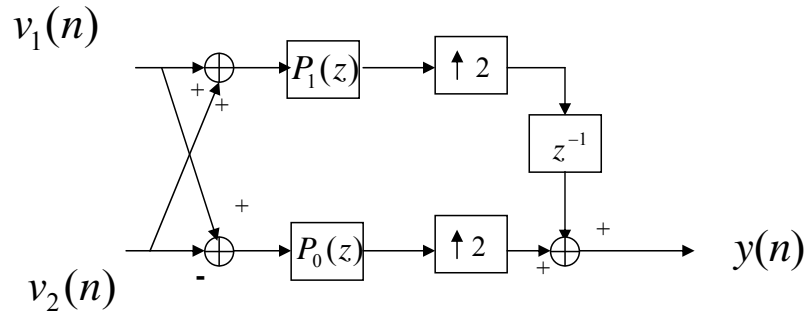 v₁(n)
+
+
P₁(z)
↑ 2
z⁻¹
+
+
P₀(z)
↑ 2
+
-
y(n)
v₂(n)